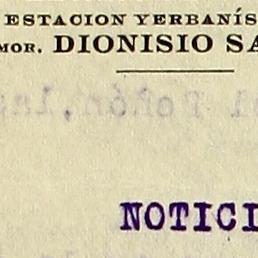 ESTACION YERBANÍS
MOR. DIONISIO SA
NOTICI